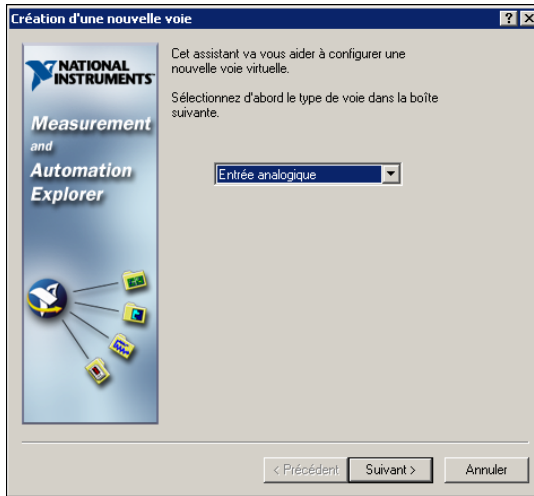 Création d'une nouvelle voie
NATIONAL
INSTRUMENTS
Measurement
and
Automation
Explorer
Cet assistant va vous aider à configurer une
nouvelle voie virtuelle.
Sélectionnez d'abord le type de voie dans la boîte
suivante.
Entrée analogique
< Précédent
Suivant >
Annuler